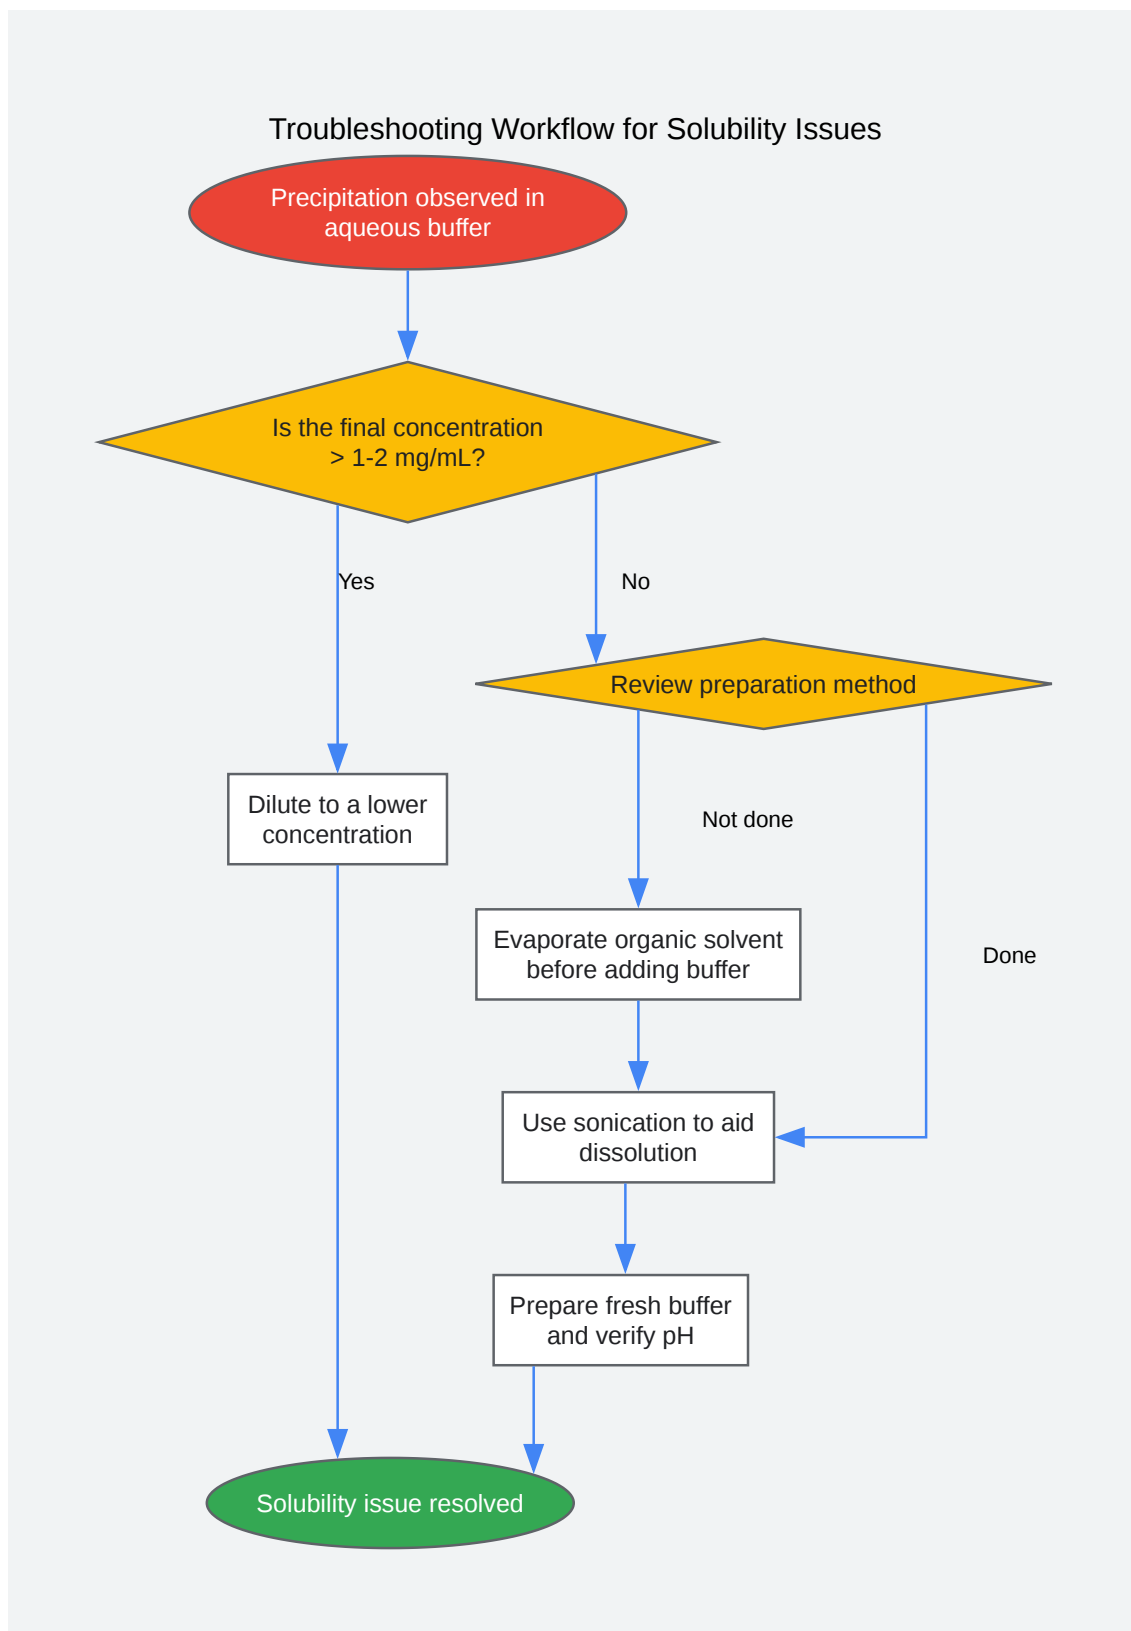 Troubleshooting Workflow for Solubility Issues
Precipitation observed in
aqueous buffer
Is the final concentration
> 1-2 mg/mL?
Yes
No
Review preparation method
Dilute to a lower
concentration
Not done
Evaporate organic solvent
before adding buffer
Done
Use sonication to aid
dissolution
Prepare fresh buffer
and verify pH
Solubility issue resolved